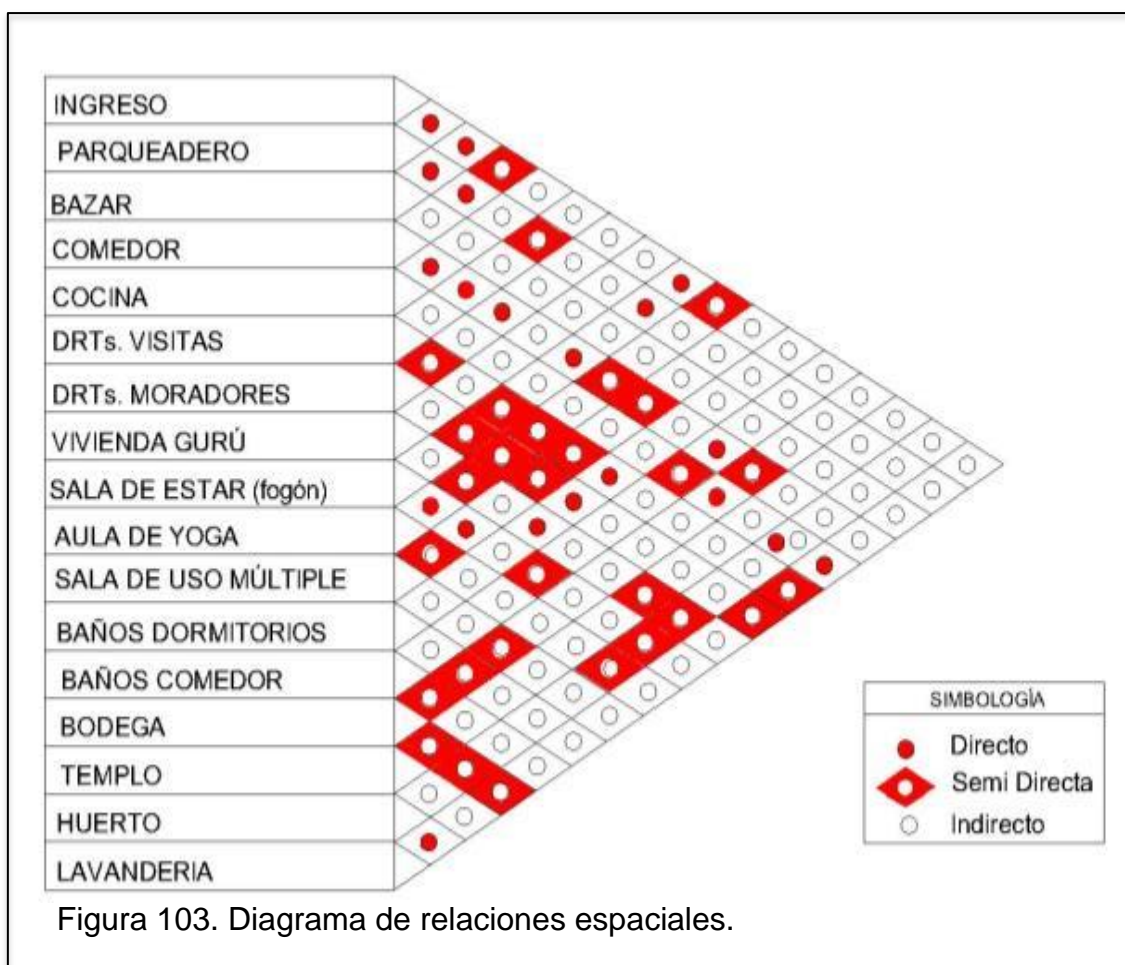 INGRESO
PARQUEADERO
BAZAR
COMEDOR
COCINA
DRTs. VISITAS
DRTs. MORADORES
VIVIENDA GURÚ
SALA DE ESTAR (fogón)
AULA DE YOGA
SALA DE USO MÚLTIPLE
BAÑOS DORMITORIOS
BAÑOS COMEDOR
BODEGA
TEMPLO
HUERTO
LAVANDERIA
SIMBOLOGÌA
Directo
Semi Directa
Indirecto
Figura 103. Diagrama de relaciones espaciales.